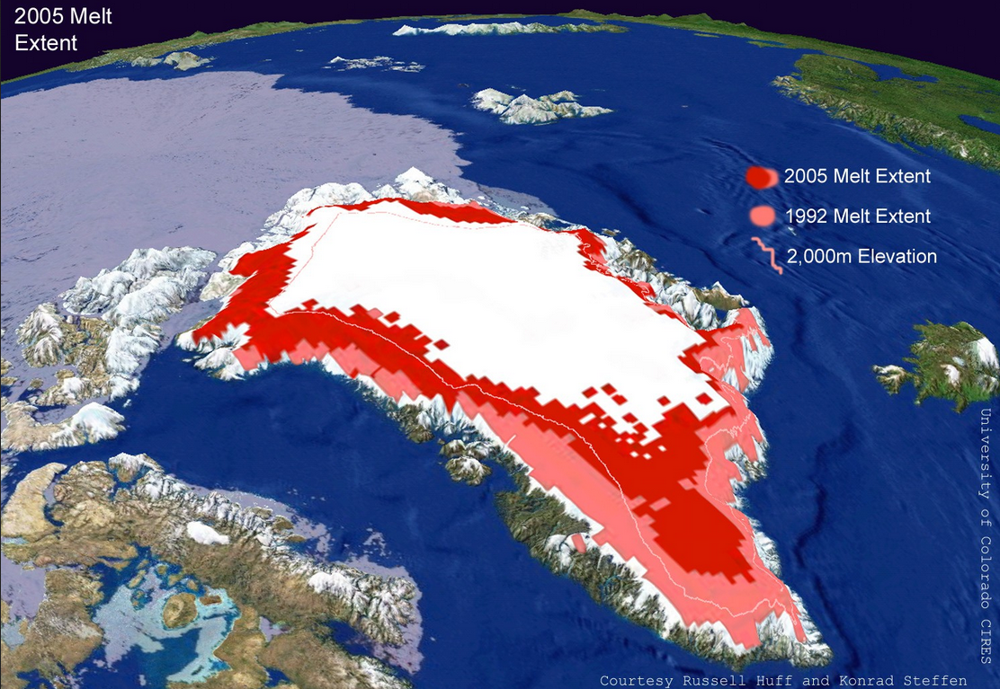 2005 Melt
Extent
2005 Melt Extent
1992 Melt Extent
2,000m Elevation
University of Colorado CIRES
Courtesy Russell Huff and Konrad Steffen